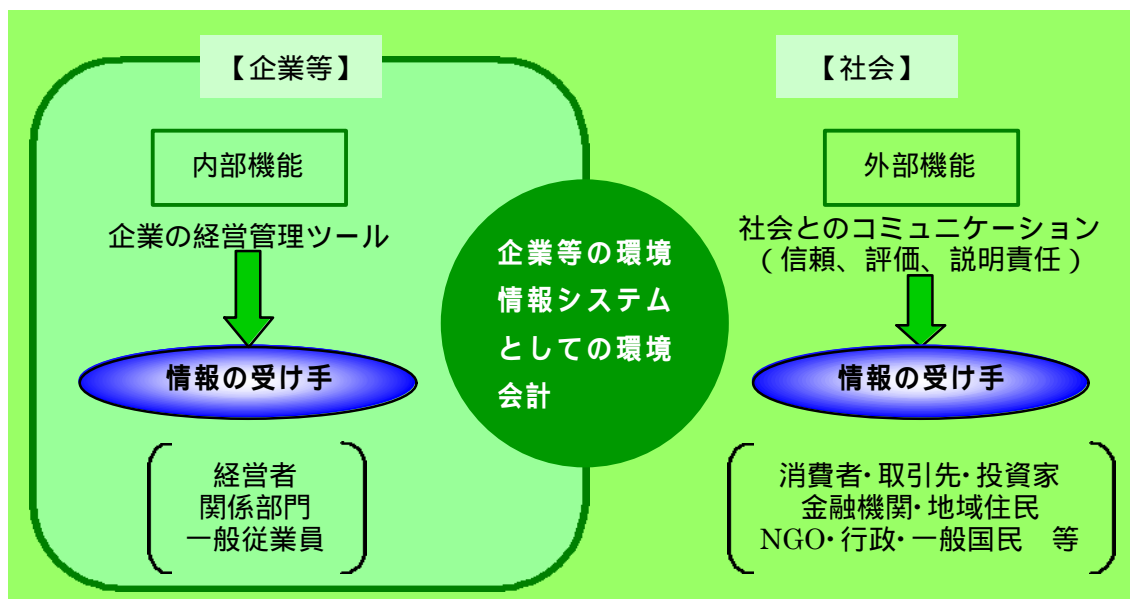 【企業等】
内部機能
企業の経営管理ツール
情報の受け手
経営者
関係部門
一般従業員
企業等の環境
情報システム
としての環境
会計
【社会】
外部機能
社会とのコミュニケーション
(信頼、評価、説明責任)
情報の受け手
消費者・取引先・投資家
金融機関・地域住民
NGO・行政・一般国民 等